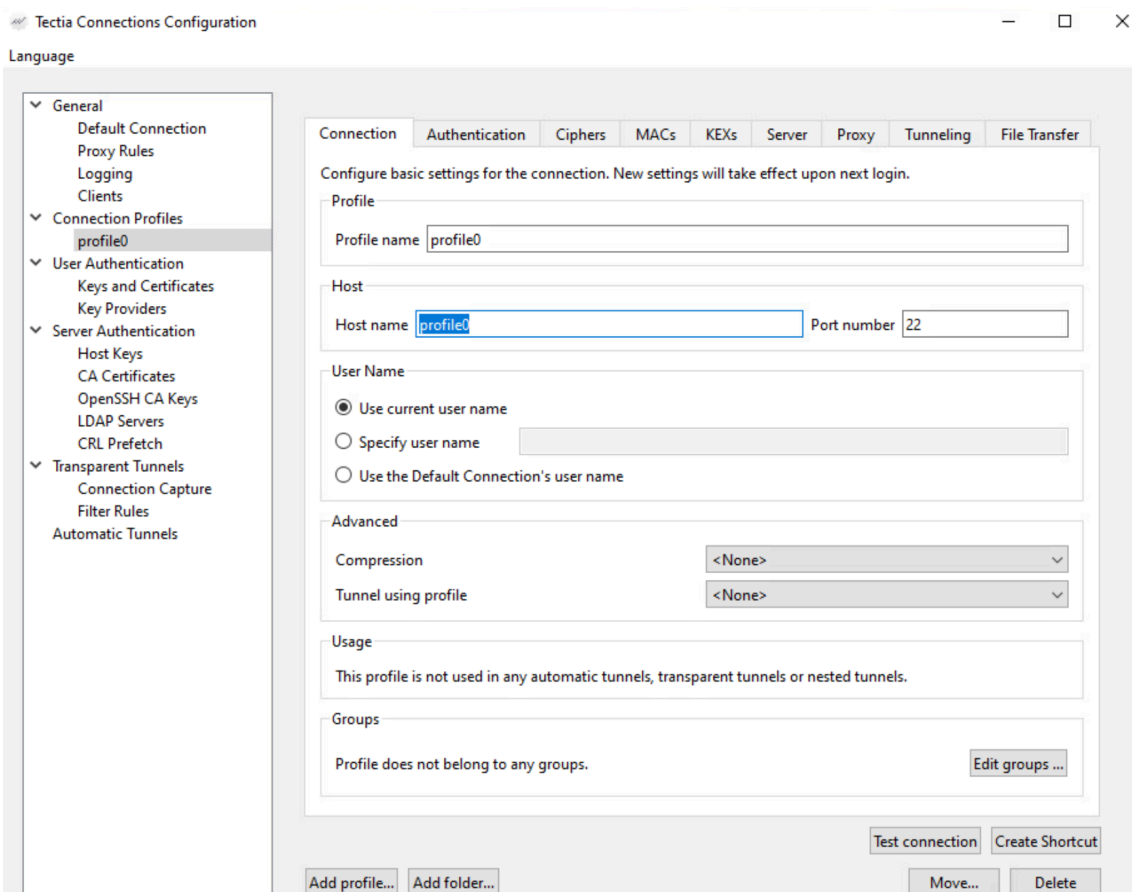 Tectia Connections Configuration
Language
General
Default Connection
Proxy Rules
Logging
Clients
Connection Profiles
profile0
User Authentication
Keys and Certificates
Key Providers
Server Authentication
Host Keys
CA Certificates
OpenSSH CA Keys
LDAP Servers
CRL Prefetch
Transparent Tunnels
Connection Capture
Filter Rules
Automatic Tunnels
Connection Authentication Ciphers MACs KEXs Server Proxy Tunneling File Transfer
Configure basic settings for the connection. New settings will take effect upon next login.
Profile
Profile name profile0
Host
Host name profile0 Port number 22
User Name
Use current user name
Specify user name
Use the Default Connection's user name
Advanced
Compression <None>
Tunnel using profile <None>
Usage
This profile is not used in any automatic tunnels, transparent tunnels or nested tunnels.
Groups
Profile does not belong to any groups. Edit groups ...
Test connection Create Shortcut
Add profile... Add folder... Move... Delete